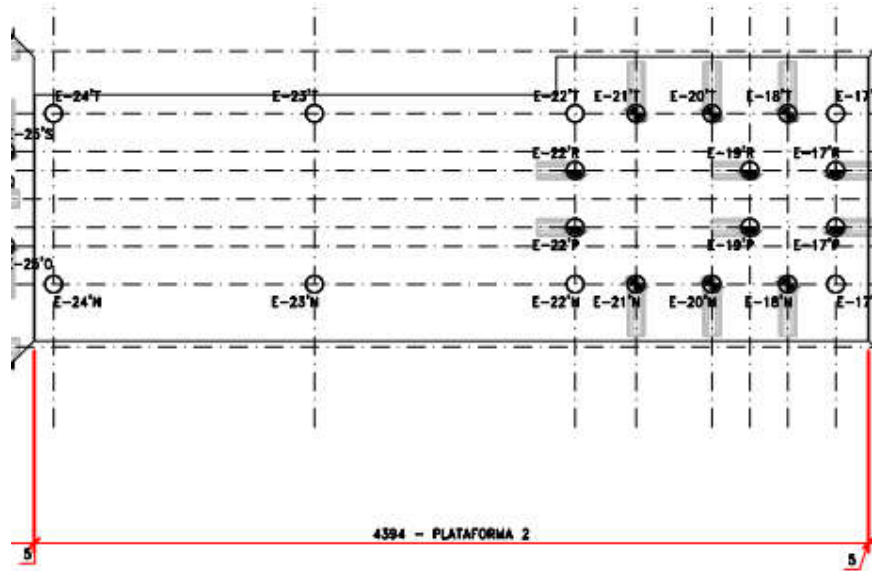 E-24'T E-23'T E-22'T E-21'T E-20'T E-18'T E-17'
E-25'S
E-22'R E-19'R E-17'R
E-22'P E-19'P E-17'P
E-25'O
E-24'N E-23'N E-22'N E-21'N E-20'N E-18'N E-17'
4394 - PLATAFORMA 2
5 5